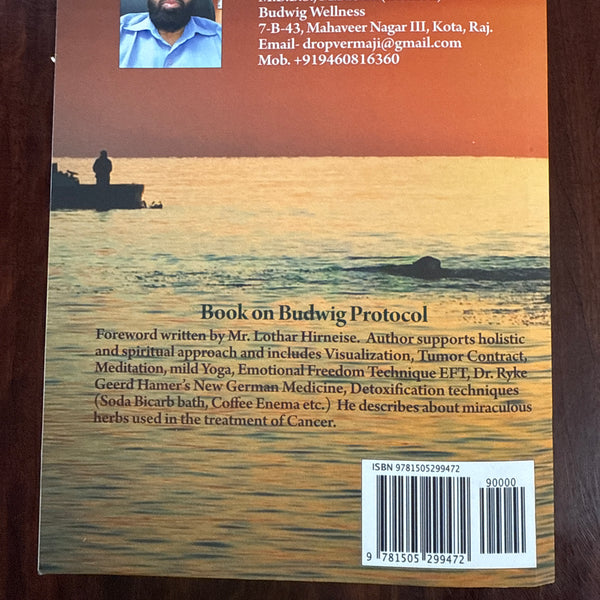 Budwig Wellness
7-B-43, Mahaveer Nagar III, Kota, Raj.
Email- dropvermaji@gmail.com
Mob. +919460816360
Book on Budwig Protocol
Foreword written by Mr. Lothar Hirneise. Author supports holistic
and spiritual approach and includes Visualization, Tumor Contract,
Meditation, mild Yoga, Emotional Freedom Technique EFT, Dr. Ryke
Geerd Hamer's New German Medicine, Detoxification techniques
(Soda Bicarb bath, Coffee Enema etc.) He describes about miraculous
herbs used in the treatment of Cancer.
ISBN 9781505299472
90000
9 781505 299472